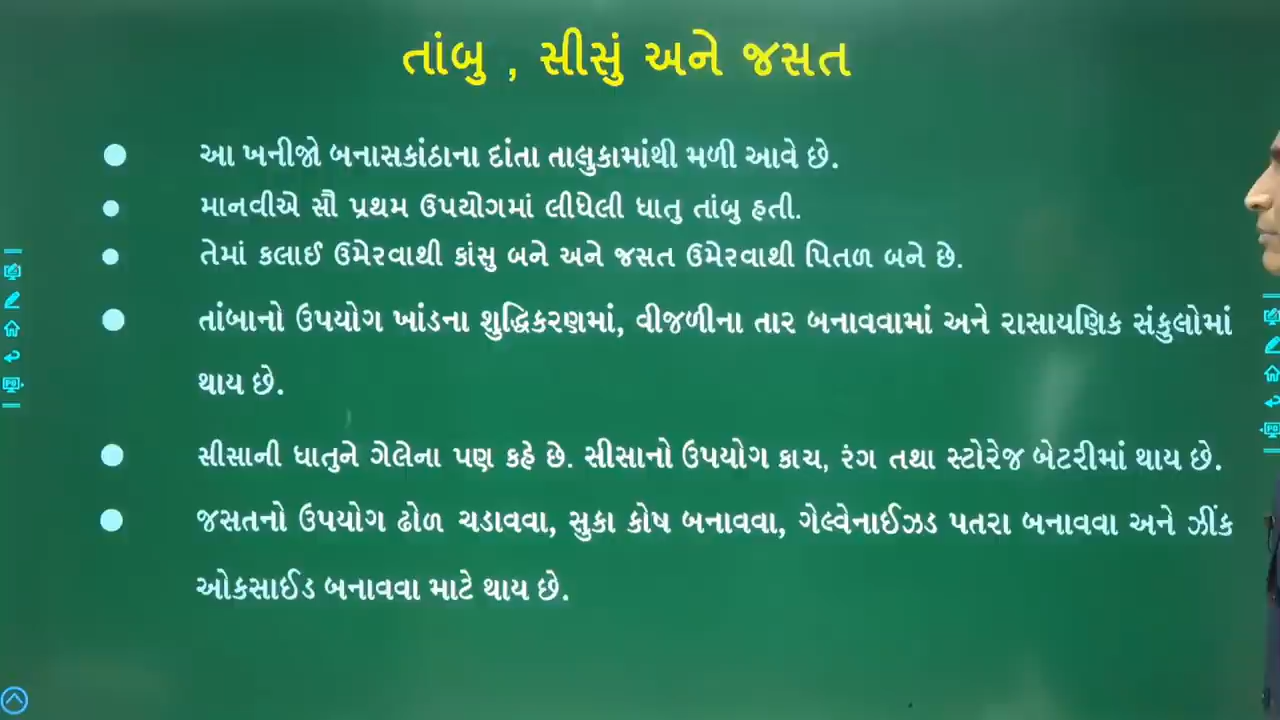 તાંબુ , સીસું અને જસત
આ ખનીજો બનાસકાંઠાના દાંતા તાલુકામાંથી મળી આવે છે.
માનવીએ સૌ પ્રથમ ઉપયોગમાં લીધેલી ધાતુ તાંબુ હતી.
તેમાં કલાઈ ઉમેરવાથી કાંસુ બને અને જસત ઉમેરવાથી પિતળ બને છે.
તાંબાનો ઉપયોગ ખાંડના શુદ્ધિકરણમાં, વીજળીના તાર બનાવવામાં અને રાસાયણિક સંકુલોમાં
થાય છે.
સીસાની ધાતુને ગેલેના પણ કહે છે. સીસાનો ઉપયોગ કાચ, રંગ તથા સ્ટોરેજ બેટરીમાં થાય છે.
જસતનો ઉપયોગ ઢોળ ચડાવવા, સુકા કોષ બનાવવા, ગેલ્વેનાઈઝડ પતરા બનાવવા અને ઝીંક
ઓકસાઈડ બનાવવા માટે થાય છે.